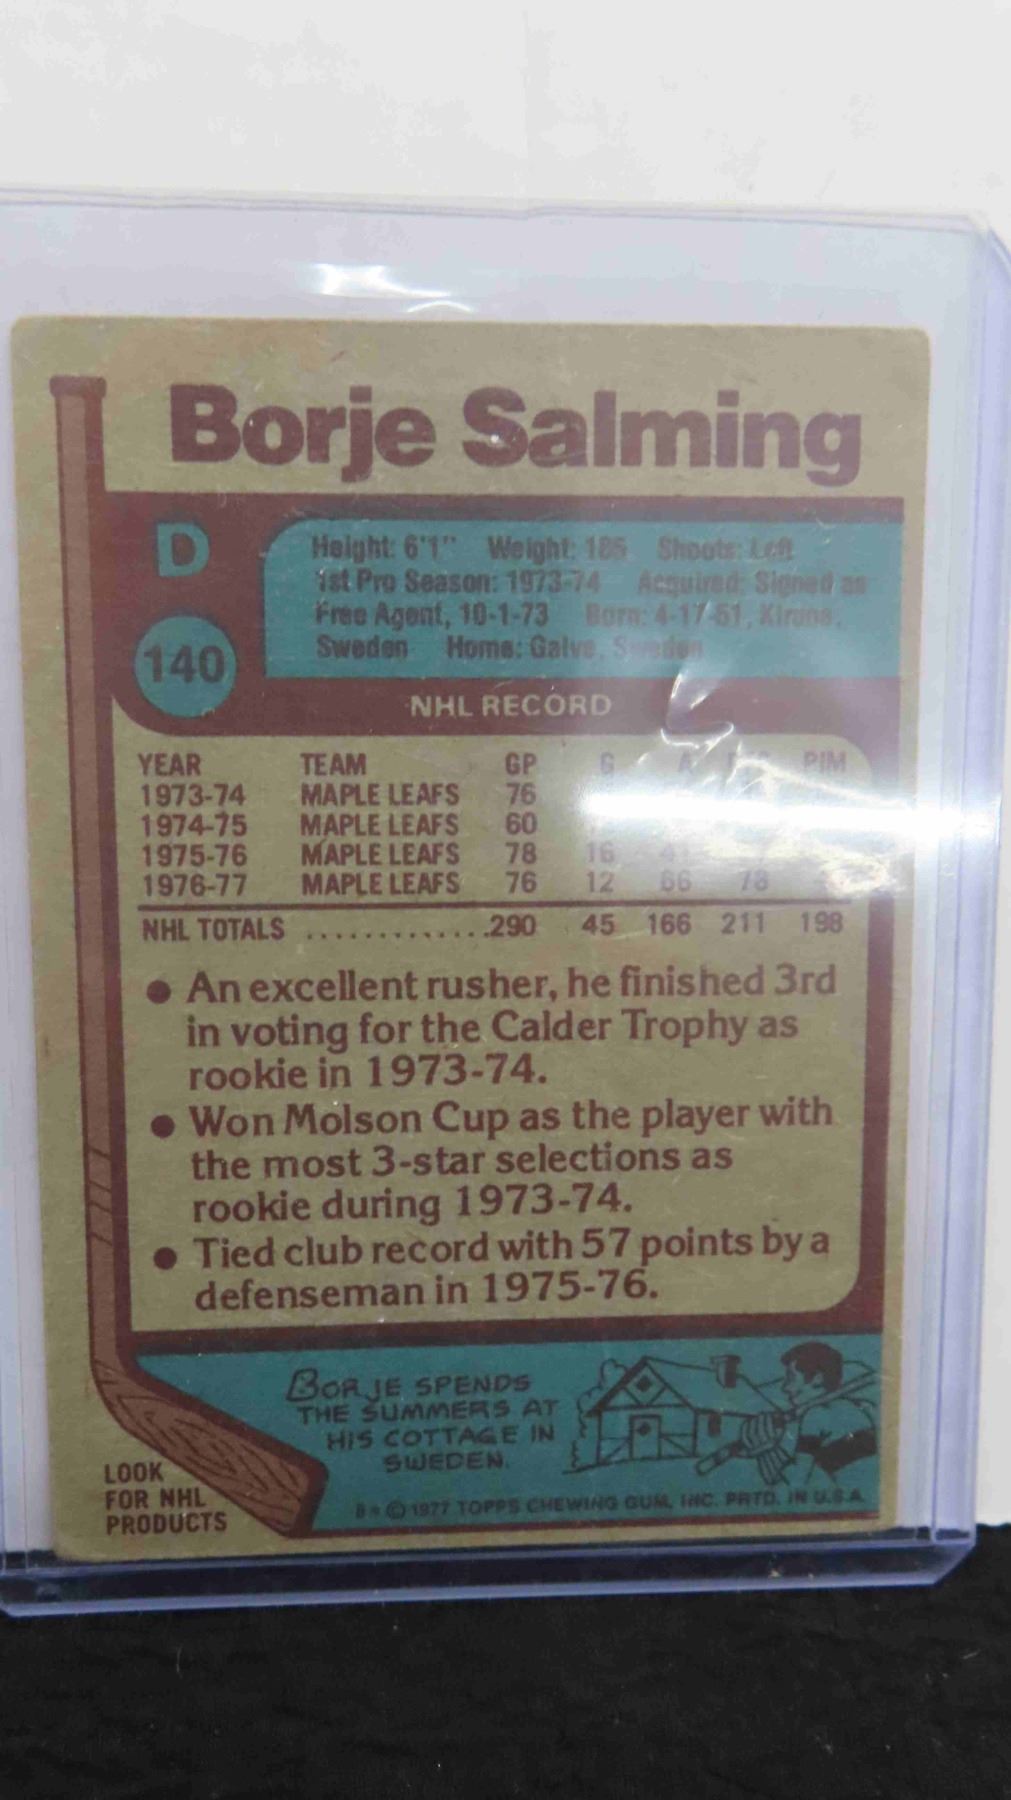 Borje Salming
D
Height: 6'1" Weight: 185 Shoots: Left
1st Pro Season: 1973-74 Acquired: Signed as
Free Agent, 10-1-73 Born: 4-17-51, Kiruna,
Sweden Home: Galve, Sweden
140
NHL RECORD
YEAR TEAM GP G A PIM
1973-74 MAPLE LEAFS 76
1974-75 MAPLE LEAFS 60
1975-76 MAPLE LEAFS 78 16 41
1976-77 MAPLE LEAFS 76 12 66 78
NHL TOTALS .............290 45 166 211 198
● An excellent rusher, he finished 3rd
in voting for the Calder Trophy as
rookie in 1973-74.
● Won Molson Cup as the player with
the most 3-star selections as
rookie during 1973-74.
● Tied club record with 57 points by a
defenseman in 1975-76.
BORJE SPENDS
THE SUMMERS AT
HIS COTTAGE IN
SWEDEN.
LOOK
FOR NHL
PRODUCTS
B* © 1977 TOPPS CHEWING GUM, INC. PRTD. IN U.S.A.